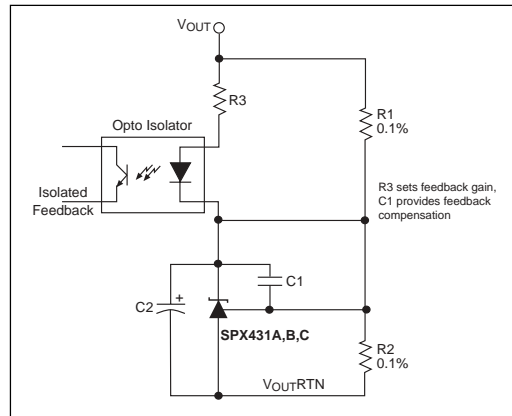 VOUT
R3
R1
0.1%
Opto Isolator
Isolated
Feedback
R3 sets feedback gain,
C1 provides feedback
compensation
C1
C2
+
SPX431A,B,C
R2
0.1%
VOUTRTN